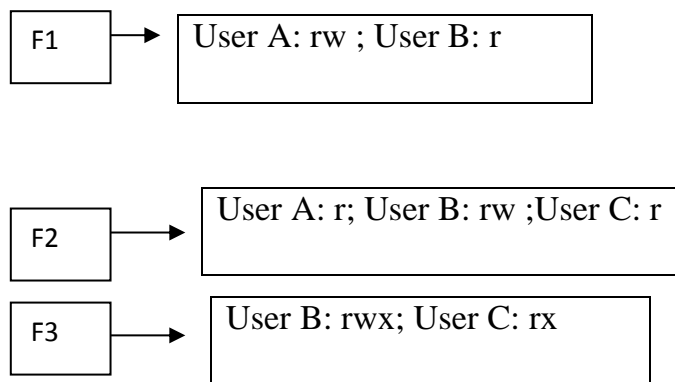 F1
User A: rw ; User B: r
F2
User A: r; User B: rw ;User C: r
F3
User B: rwx; User C: rx